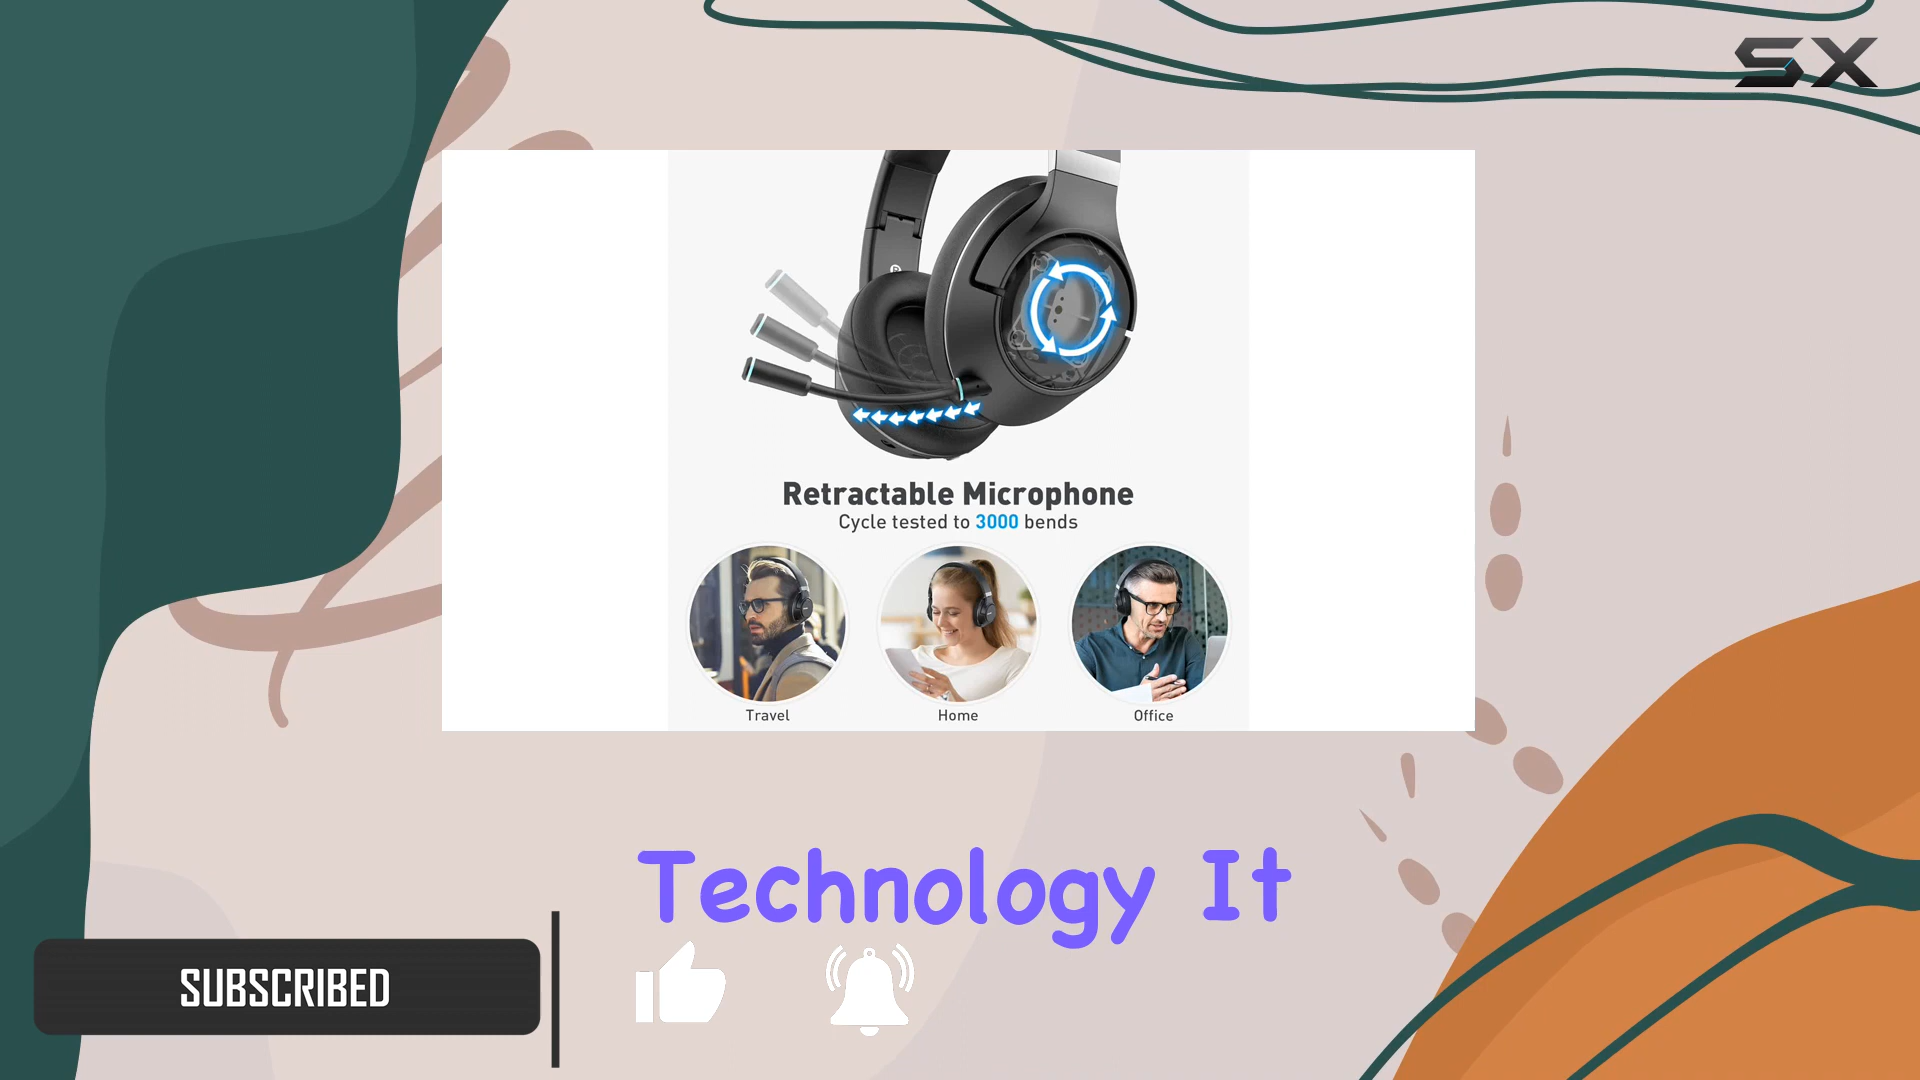 SX
Retractable Microphone
Cycle tested to 3000 bends
Travel
Home
Office
Technology It
SUBSCRIBED